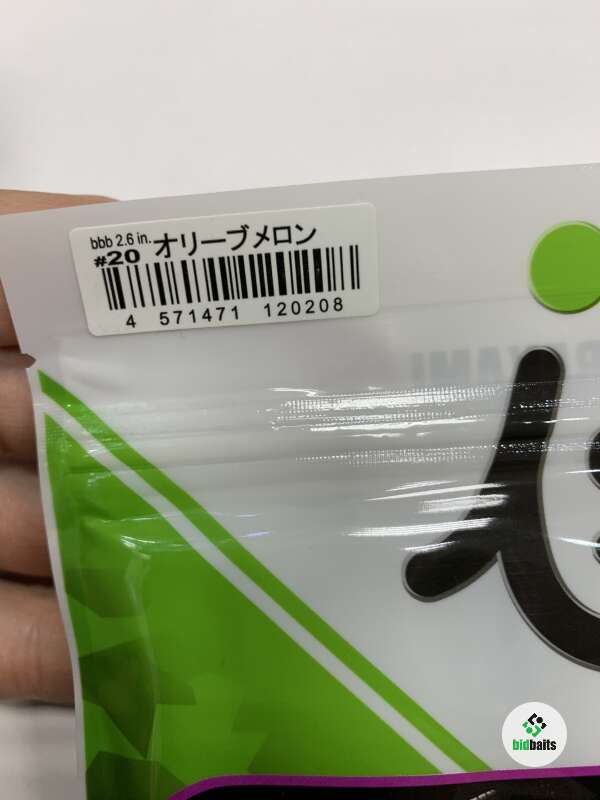 bbb 2.6 in.
#20 オリーブメロン
4 571471 120208
bidbaits